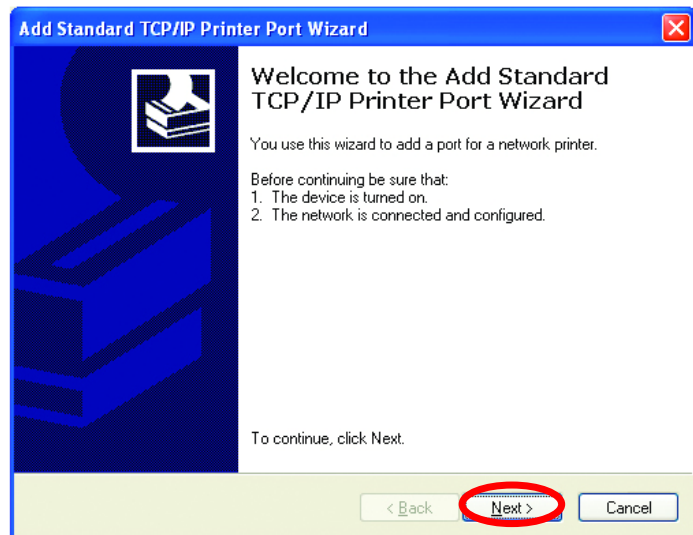 Add Standard TCP/IP Printer Port Wizard
Welcome to the Add Standard
TCP/IP Printer Port Wizard
You use this wizard to add a port for a network printer.
Before continuing be sure that:
1. The device is turned on.
2. The network is connected and configured.
To continue, click Next.
< Back Next > Cancel